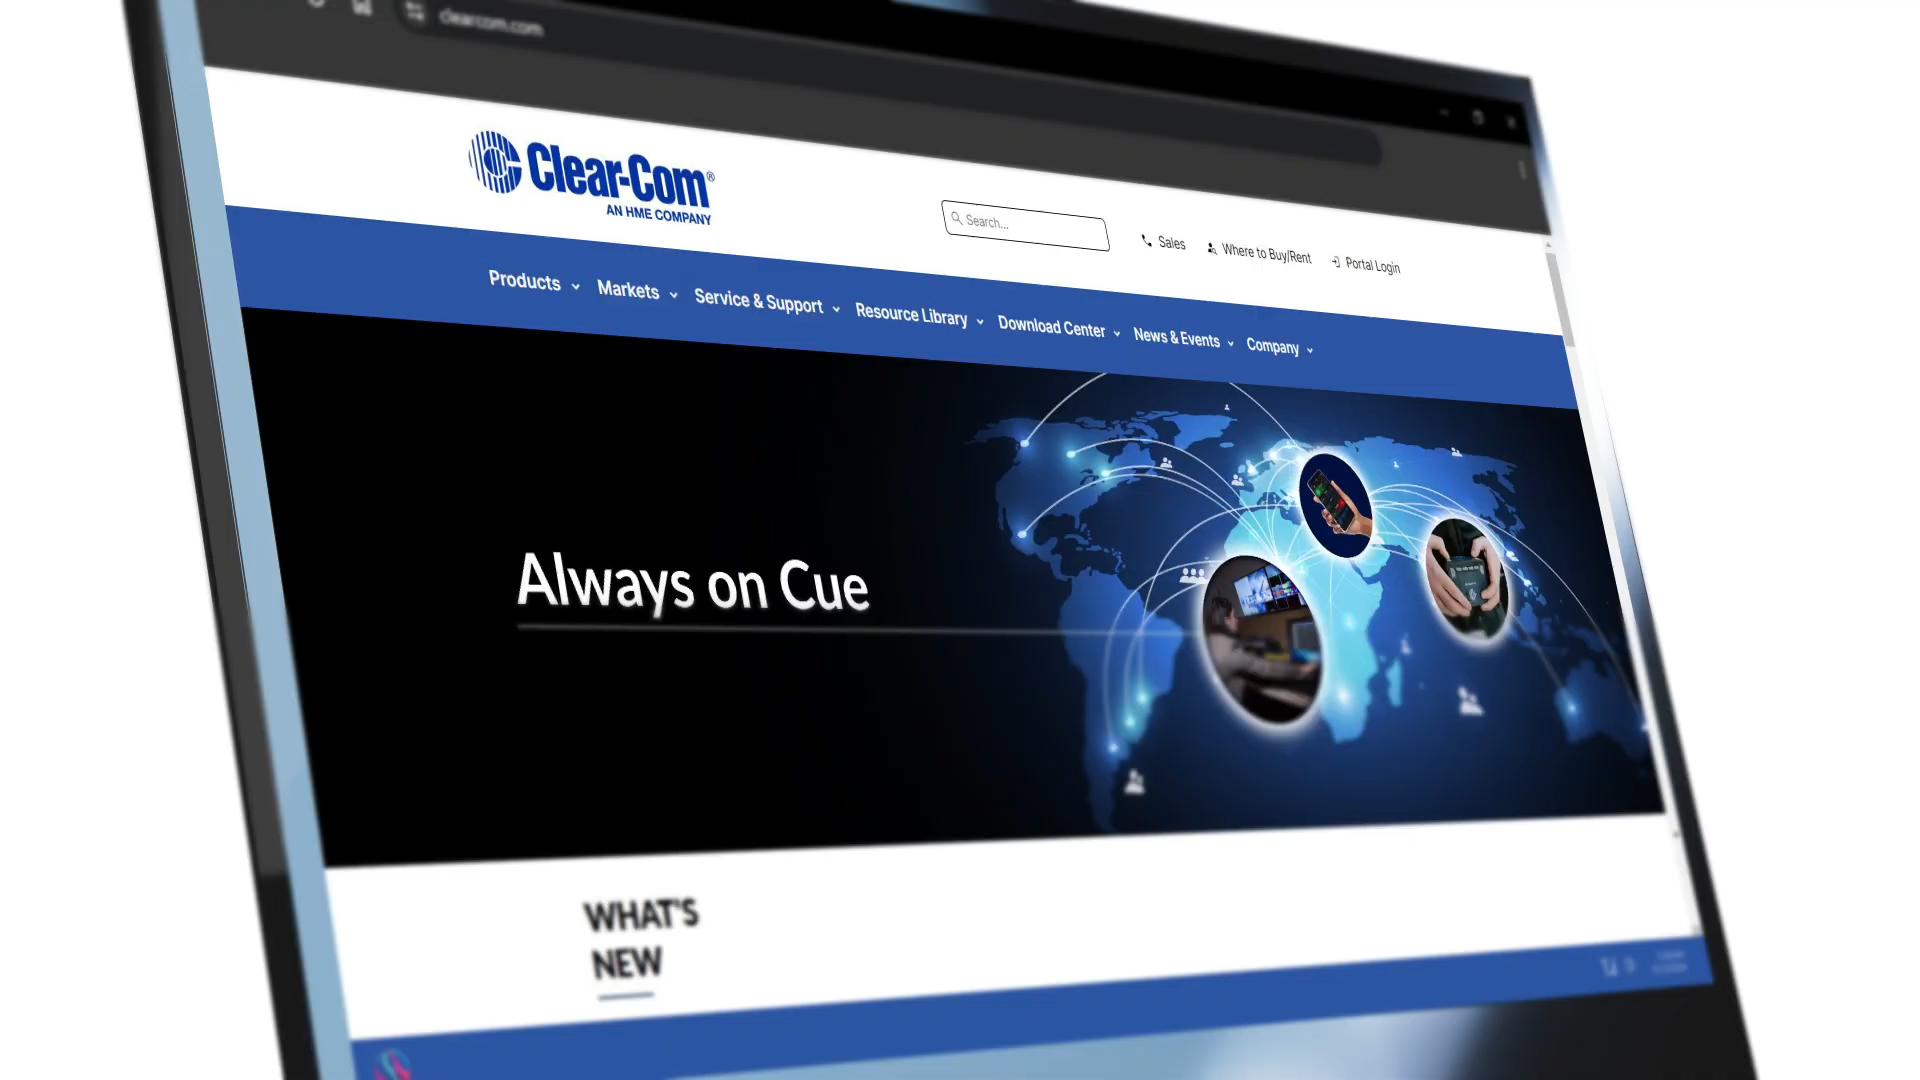 clearcom.com
Clear-Com®
AN HME COMPANY
Search...
Sales
Where to Buy/Rent
Portal Login
Products
Markets
Service & Support
Resource Library
Download Center
News & Events
Company
Always on Cue
WHAT'S
NEW